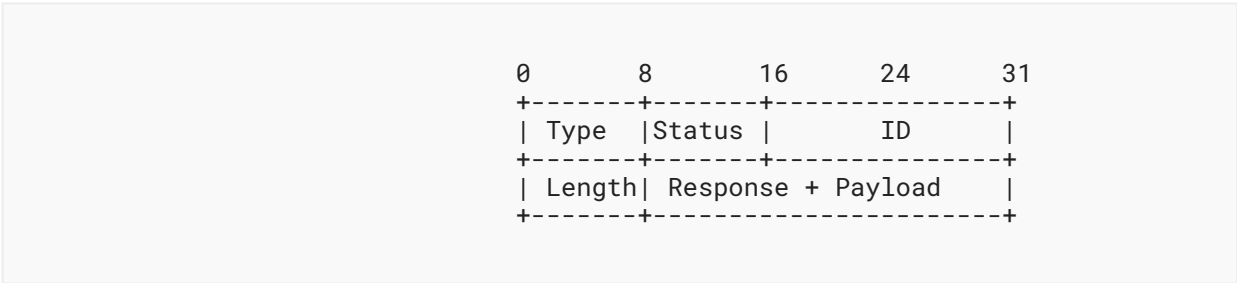 0       8       16      24      31
+-------+-------+---------------+
| Type  |Status |       ID      |
+-------+-------+---------------+
| Length| Response + Payload    |
+-------+-----------------------+